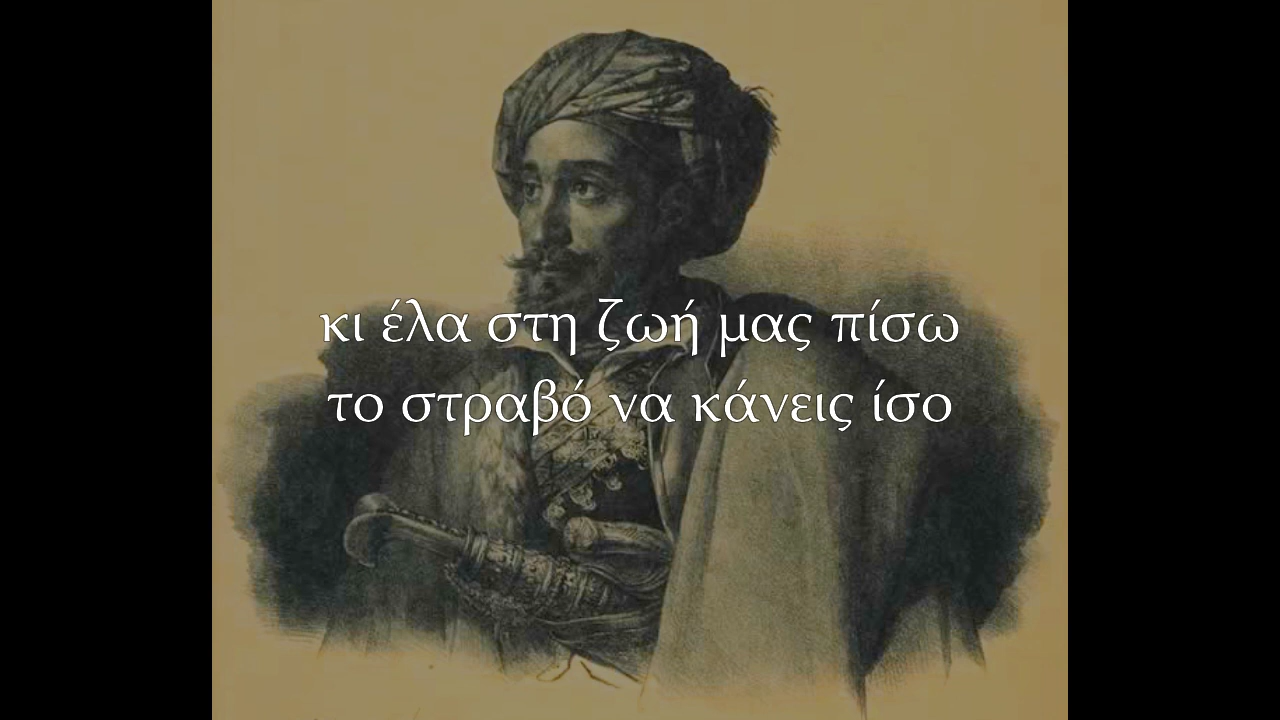 κι έλα στη ζωή μας πίσω
το στραβό να κάνεις ίσο